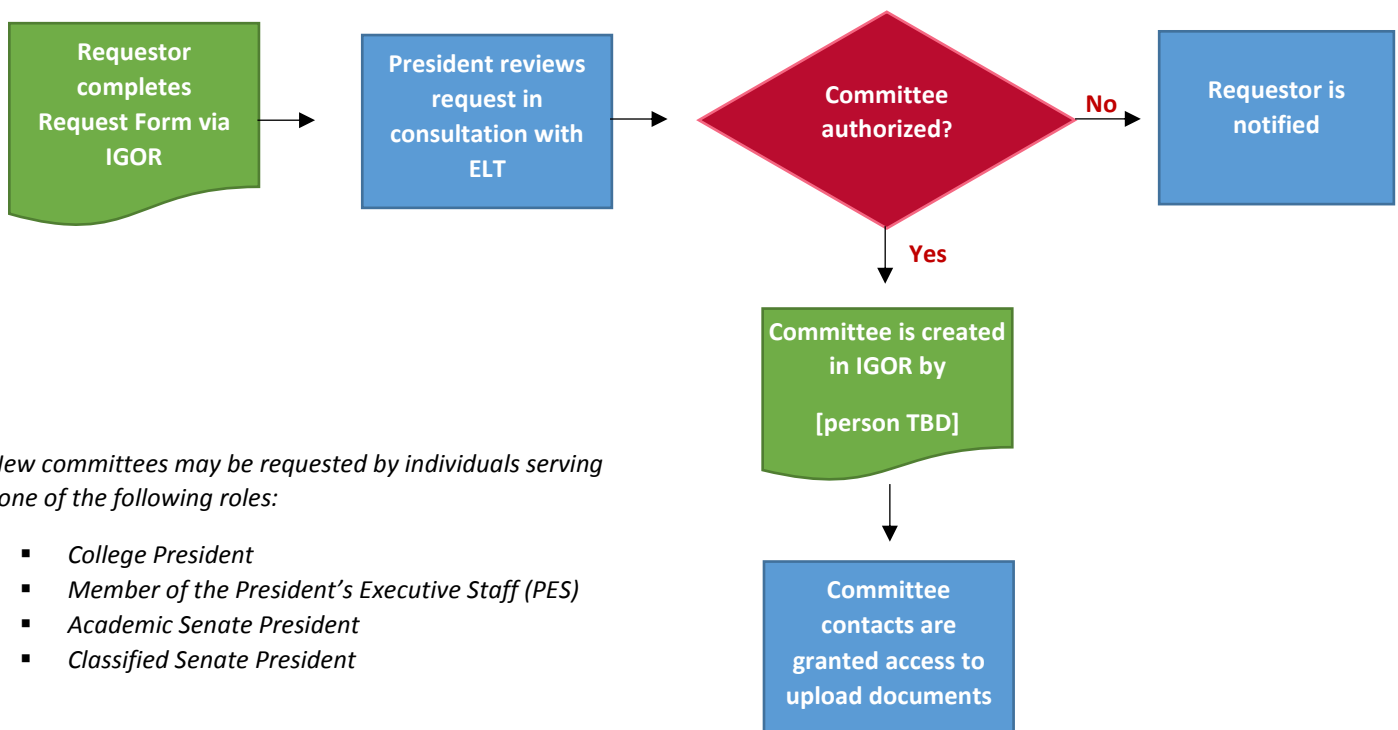 Requestor
completes
Request Form via
IGOR
President reviews
request in
consultation with
ELT
Committee
authorized?
No
Requestor is
notified
Yes
Committee is created
in IGOR by
[person TBD]
Committee
contacts are
granted access to
upload documents
committees may be requested by individuals serving
one of the following roles:
▪ College President
▪ Member of the President's Executive Staff (PES)
▪ Academic Senate President
▪ Classified Senate President